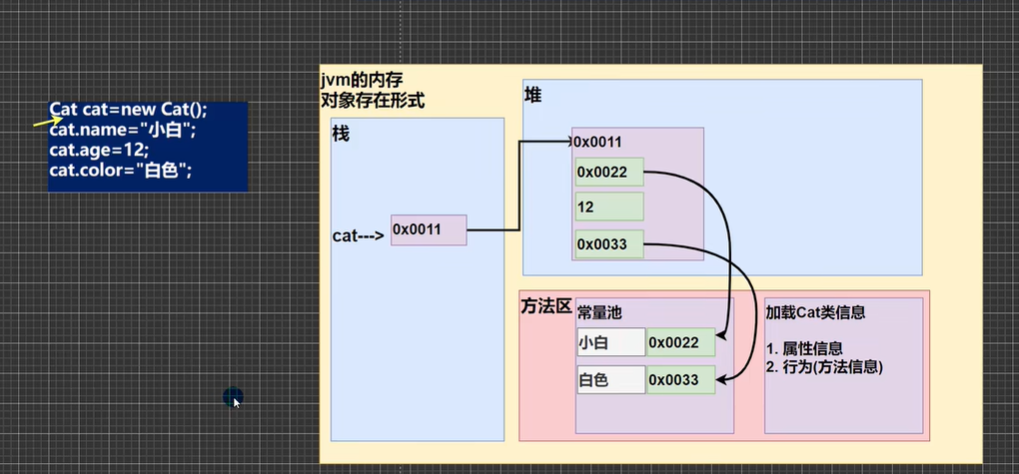 Cat cat=new Cat();
cat.name="小白";
cat.age=12;
cat.color="白色";
jvm的内存
对象存在形式
栈
cat--->
0x0011
堆
0x0011
0x0022
12
0x0033
方法区
常量池
小白 0x0022
白色 0x0033
加载Cat类信息
1. 属性信息
2. 行为(方法信息)